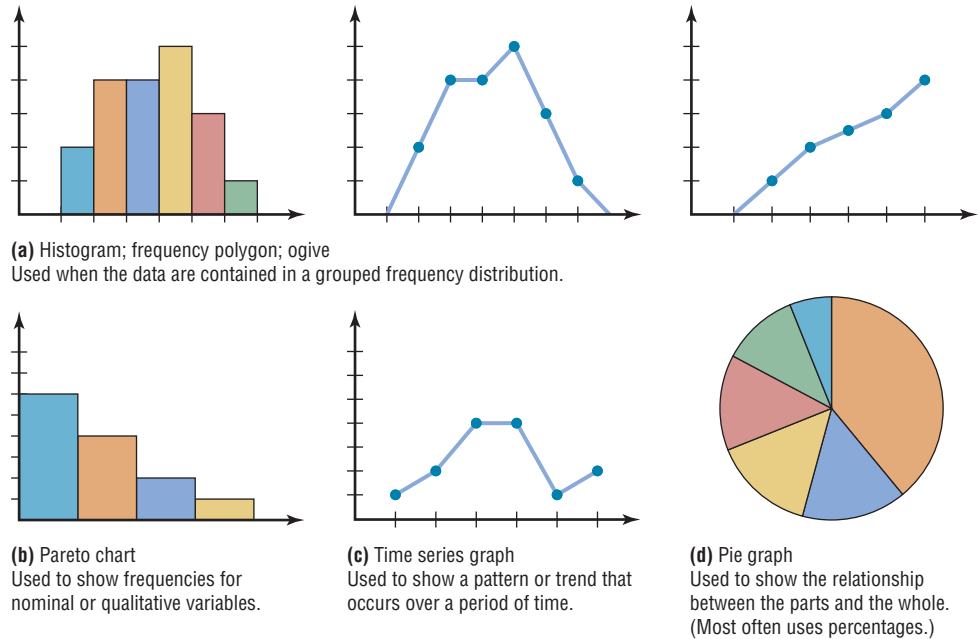 (a) Histogram; frequency polygon; ogive
Used when the data are contained in a grouped frequency distribution.
(b) Pareto chart
Used to show frequencies for
nominal or qualitative variables.
(c) Time series graph
Used to show a pattern or trend that
occurs over a period of time.
(d) Pie graph
Used to show the relationship
between the parts and the whole.
(Most often uses percentages.)